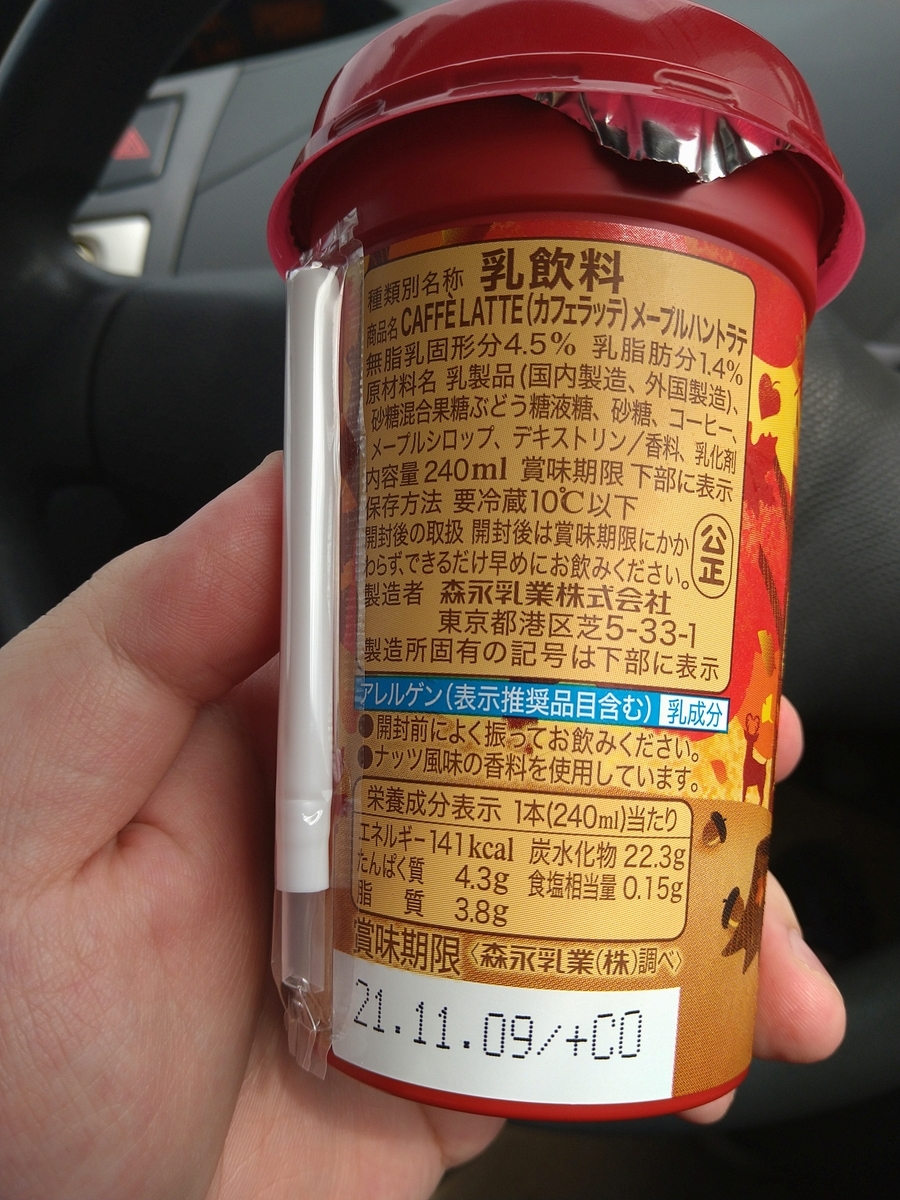 種類別名称 乳飲料
商品名 CAFFÈ LATTE(カフェラッテ)メープルハントラテ
無脂乳固形分4.5% 乳脂肪分1.4%
原材料名 乳製品(国内製造、外国製造)、
砂糖混合果糖ぶどう糖液糖、砂糖、コーヒー、
メープルシロップ、デキストリン/香料、乳化剤
内容量 240ml 賞味期限 下部に表示
保存方法 要冷蔵10℃以下
開封後の取扱 開封後は賞味期限にかか
わらず、できるだけ早めにお飲みください。
公正
製造者 森永乳業株式会社
東京都港区芝5-33-1
製造所固有の記号は下部に表示
アレルゲン(表示推奨品目含む) 乳成分
●開封前によく振ってお飲みください。
●ナッツ風味の香料を使用しています。
栄養成分表示 1本(240ml)当たり
エネルギー 141kcal 炭水化物 22.3g
たんぱく質 4.3g 食塩相当量 0.15g
脂質 3.8g
賞味期限〈森永乳業(株)調べ〉
21.11.09/+CO